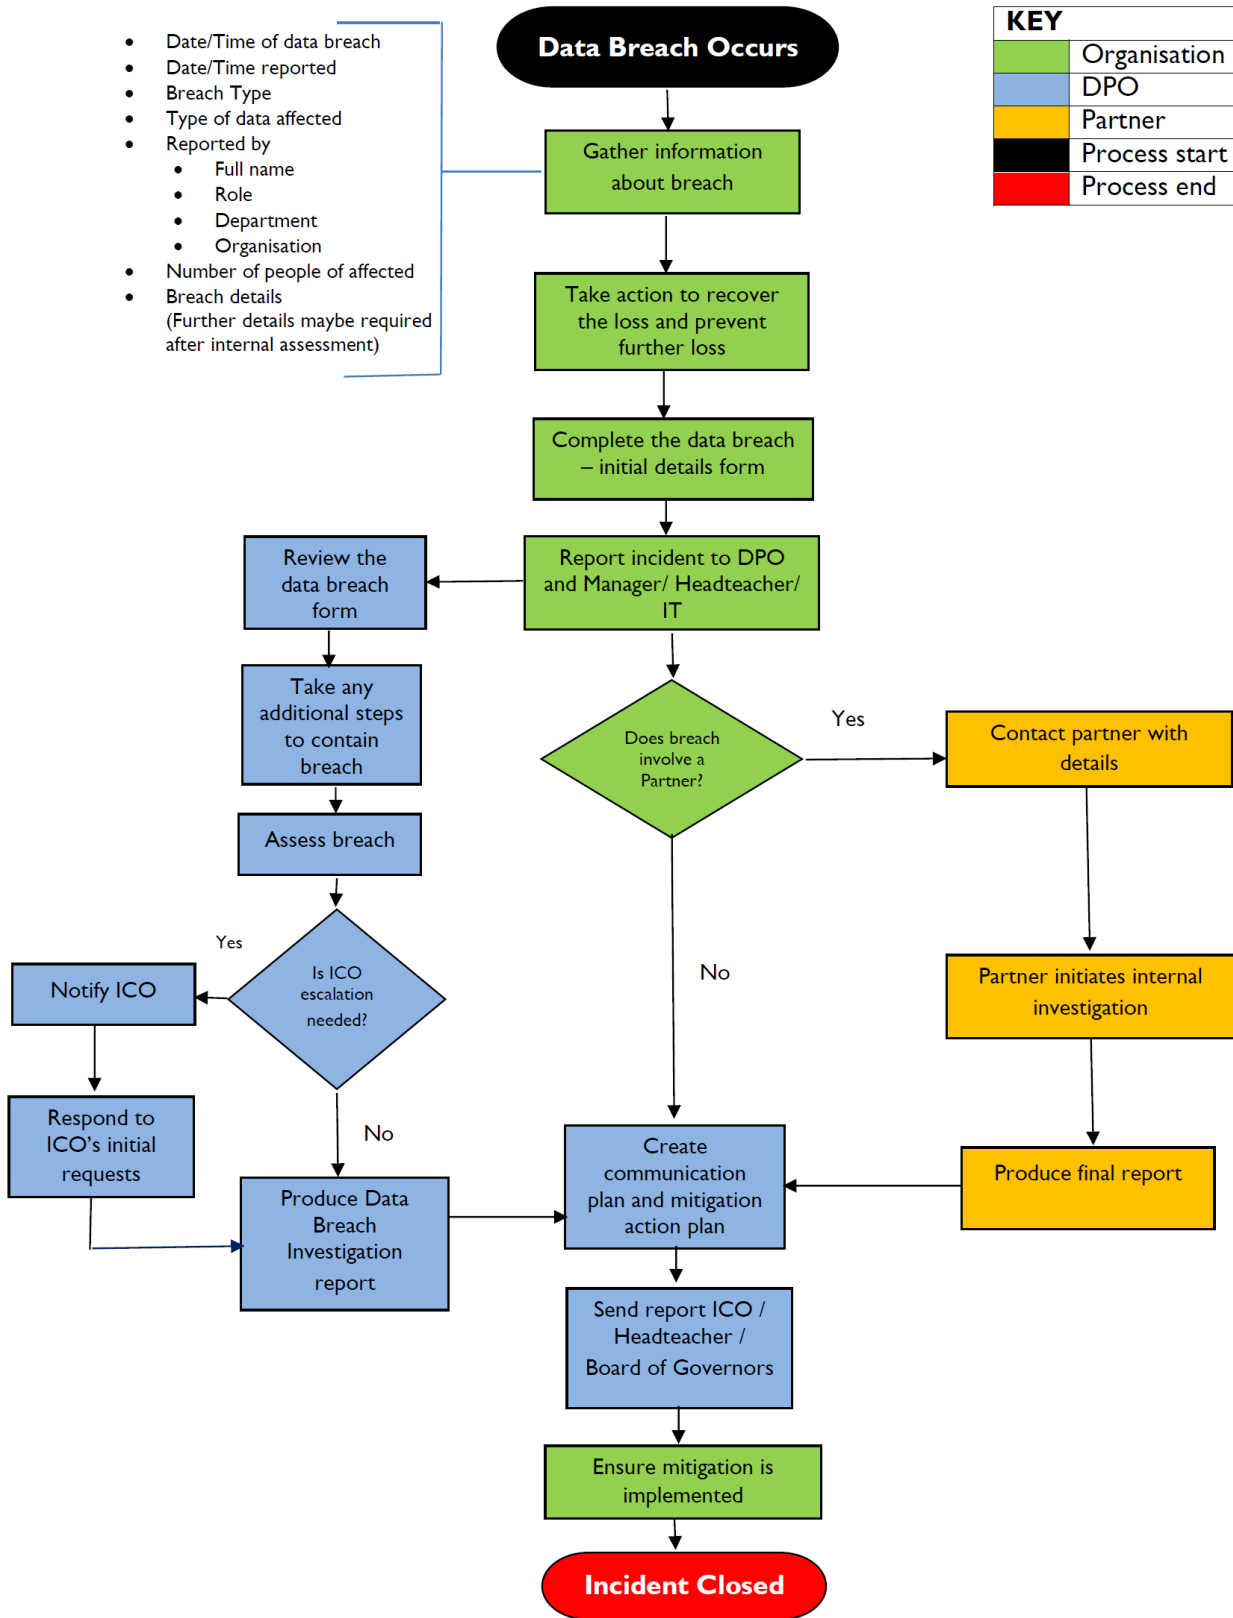 Data Breach Occurs
KEY
Organisation
DPO
Partner
Process start
Process end
• Date/Time of data breach
• Date/Time reported
• Breach Type
• Type of data affected
• Reported by
• Full name
• Role
• Department
• Organisation
• Number of people of affected
• Breach details
(Further details maybe required
after internal assessment)
Gather information
about breach
Take action to recover
the loss and prevent
further loss
Complete the data breach
– initial details form
Report incident to DPO
and Manager/ Headteacher/
IT
Review the
data breach
form
Take any
additional steps
to contain
breach
Assess breach
Is ICO
escalation
needed?
Yes
Notify ICO
Respond to
ICO's initial
requests
No
Produce Data
Breach
Investigation
report
Does breach
involve a
Partner?
Yes
Contact partner with
details
Partner initiates internal
investigation
Produce final report
No
Create
communication
plan and mitigation
action plan
Send report ICO /
Headteacher /
Board of Governors
Ensure mitigation is
implemented
Incident Closed